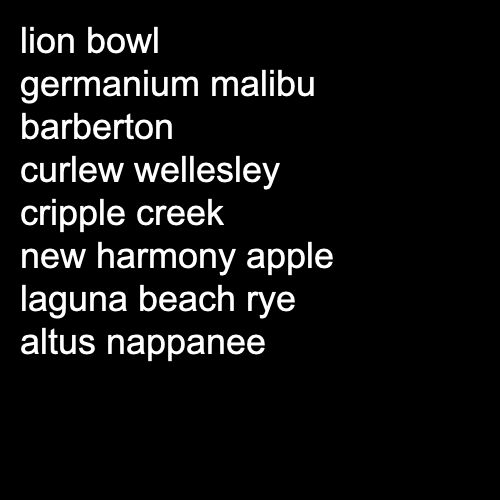 lion bowl
germanium malibu
barberton
curlew wellesley
cripple creek
new harmony apple
laguna beach rye
altus nappanee